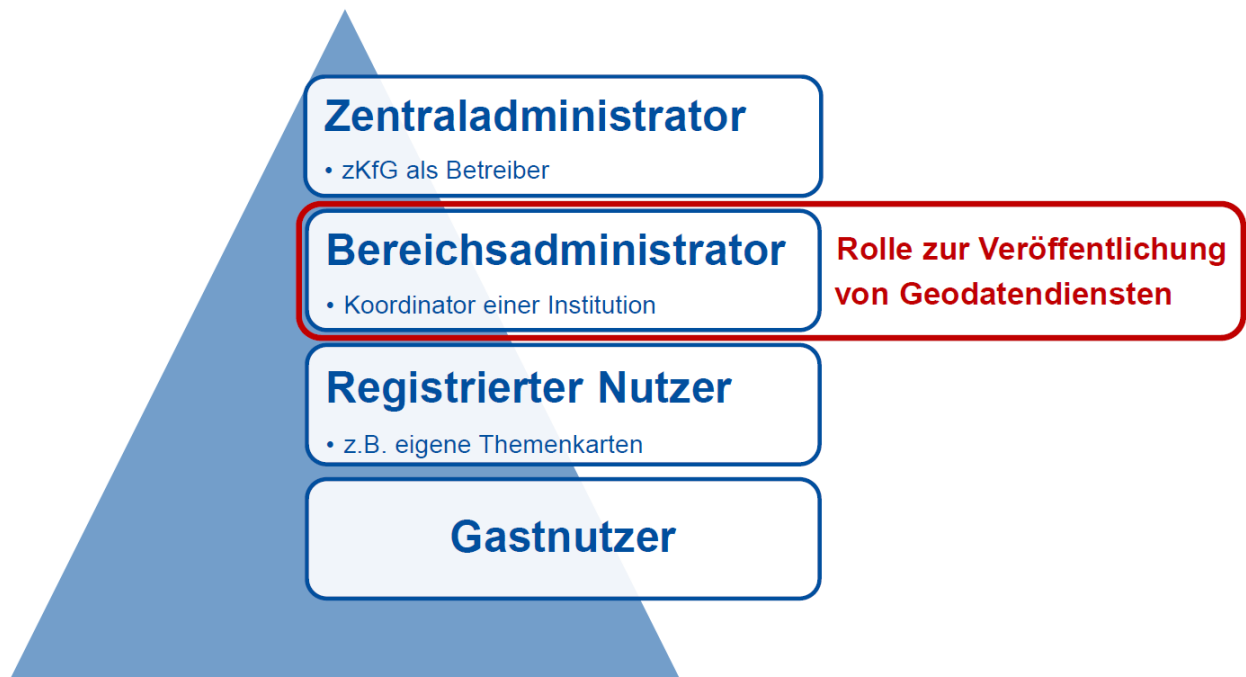 Zentraladministrator
• zKfG als Betreiber
Bereichsadministrator
• Koordinator einer Institution
Rolle zur Veröffentlichung
von Geodatendiensten
Registrierter Nutzer
• z.B. eigene Themenkarten
Gastnutzer